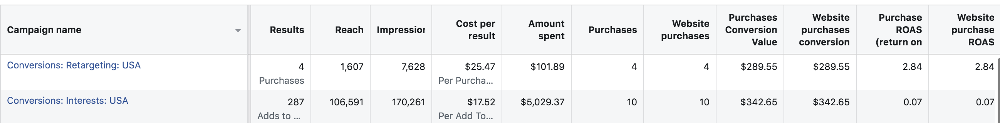 Campaign name
Results
Reach
Impression
Cost per
result
Amount
spent
Purchases
Website
purchases
Purchases
Conversion
Value
Website
purchases
conversion
Purchase
ROAS
(return on
Website
purchase
ROAS
Conversions: Retargeting: USA
4
1,607
7,628
$25.47
$101.89
4
4
$289.55
$289.55
2.84
2.84
Purchases
Per Purcha...
Conversions: Interests: USA
287
106,591
170,261
$17.52
$5,029.37
10
10
$342.65
$342.65
0.07
0.07
Adds to ...
Per Add To...